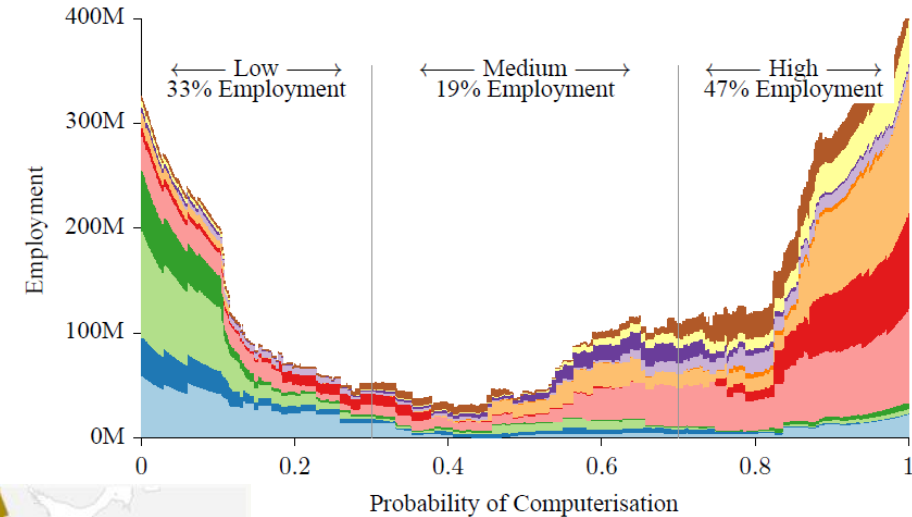 400M
← Low → ← Medium → ← High →
33% Employment 19% Employment 47% Employment
300M
200M
100M
0M
Employment
0 0.2 0.4 0.6 0.8 1
Probability of Computerisation